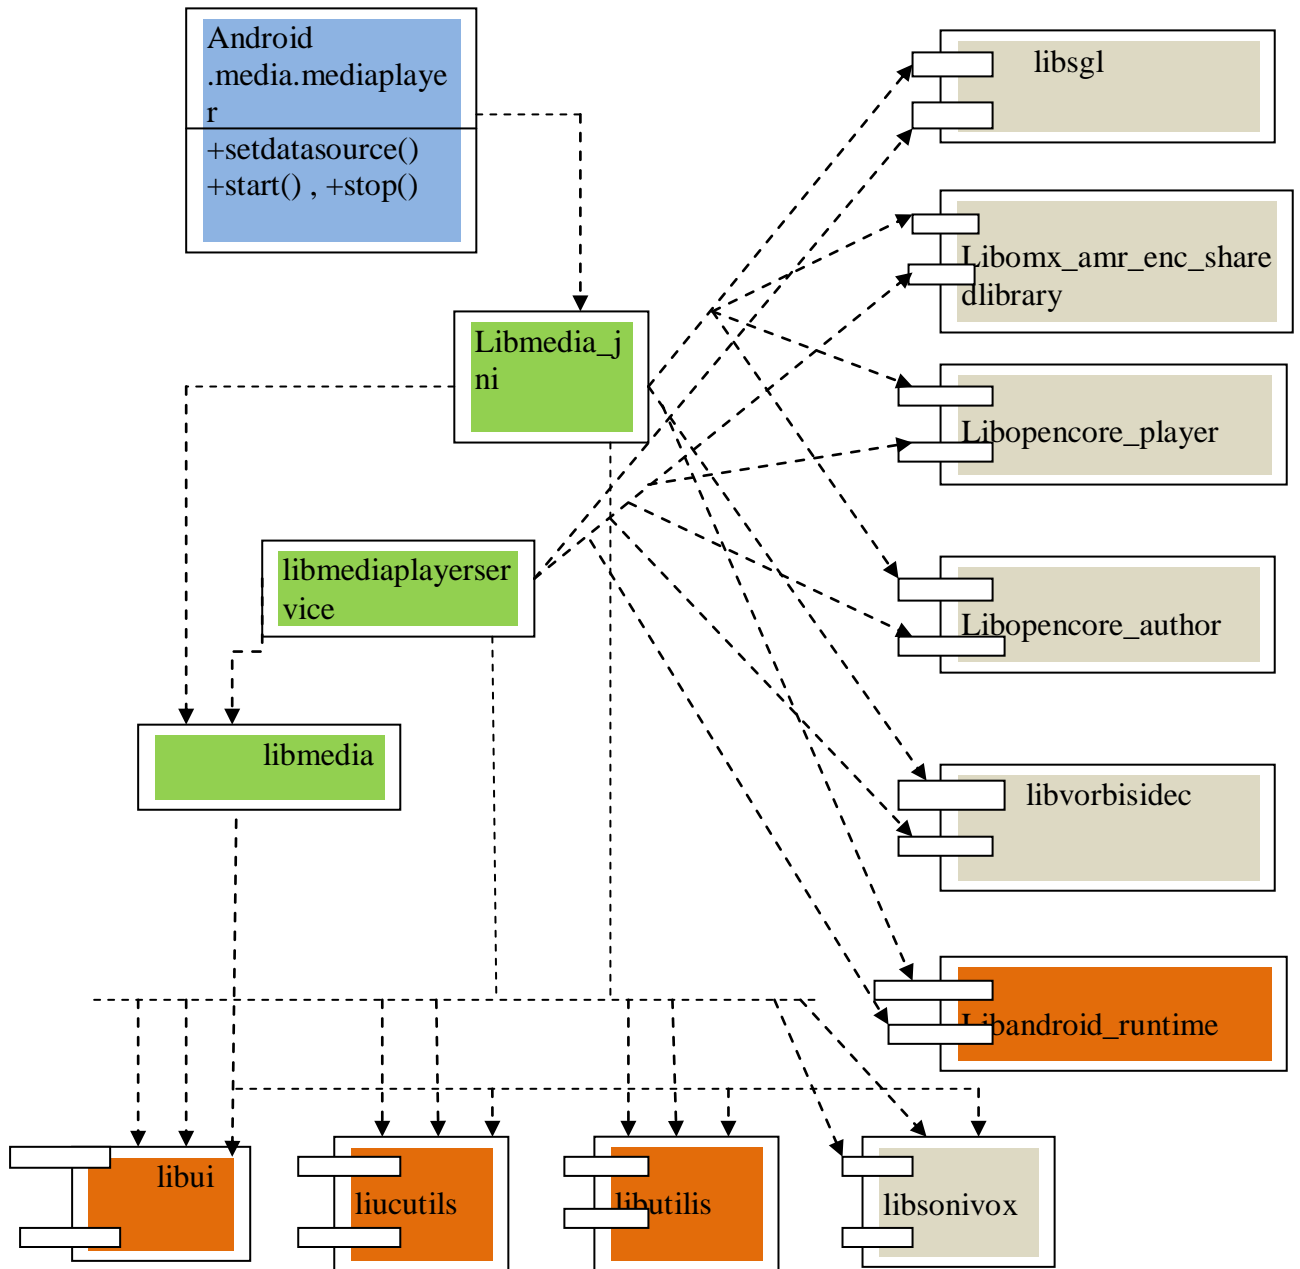 Android
.media.mediaplaye
r
+setdatasource()
+start() , +stop()
libsgl
Libomx_amr_enc_share
dlibrary
Libmedia_j
ni
Libopencore_player
libmediaplayerser
vice
Libopencore_author
libmedia
libvorbisidec
Libandroid_runtime
libui
liucutils
libutilis
libsonivox